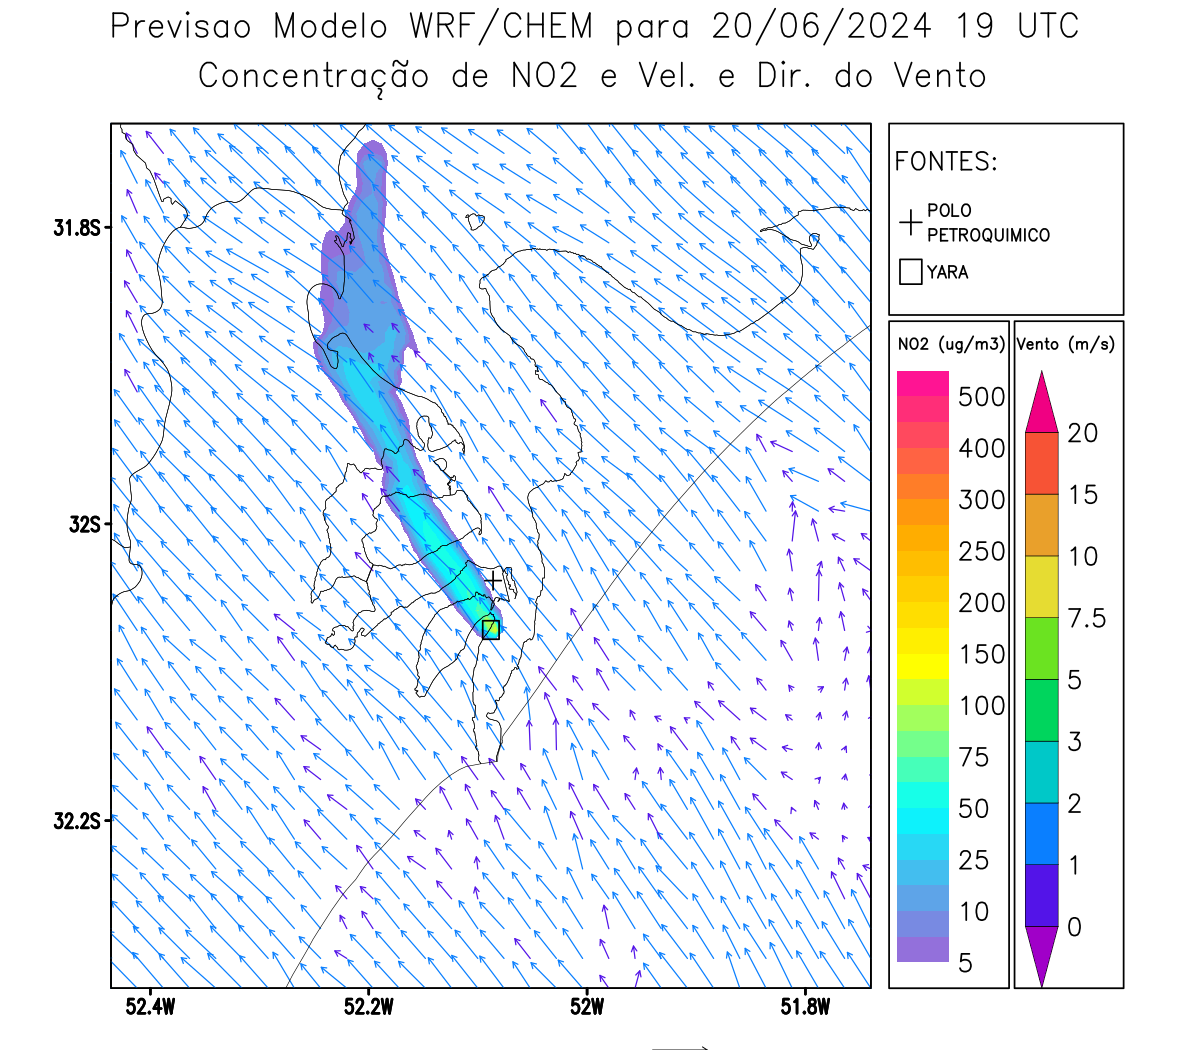 Previsao Modelo WRF/CHEM para 20/06/2024 19 UTC
Concentração de NO2 e Vel. e Dir. do Vento
FONTES:
POLO
PETROQUIMICO
YARA
NO2 (ug/m3)
500
400
300
250
200
150
100
75
50
25
10
5
Vento (m/s)
20
15
10
7.5
5
3
2
1
0
31.8S
32S
32.2S
52.4W
52.2W
52W
51.8W